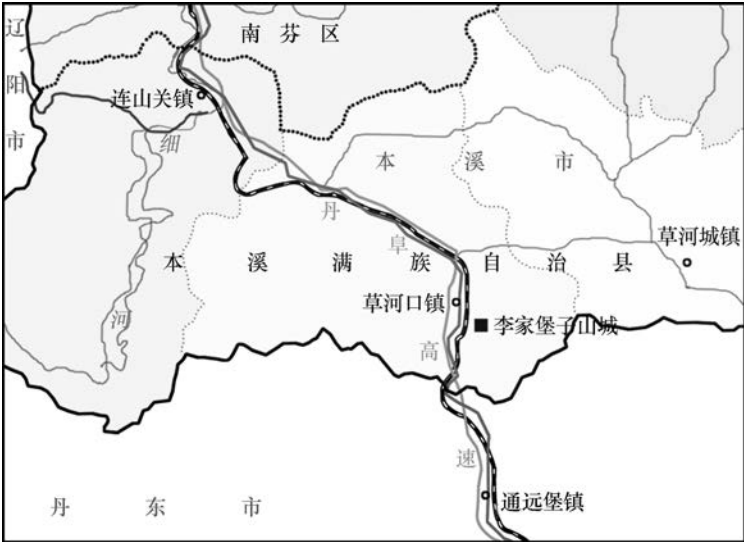 南芬区
辽阳市
连山关镇
细河
本溪市
丹阜高速
草河城镇
本溪满族自治县
草河口镇
李家堡子山城
通远堡镇
丹东市